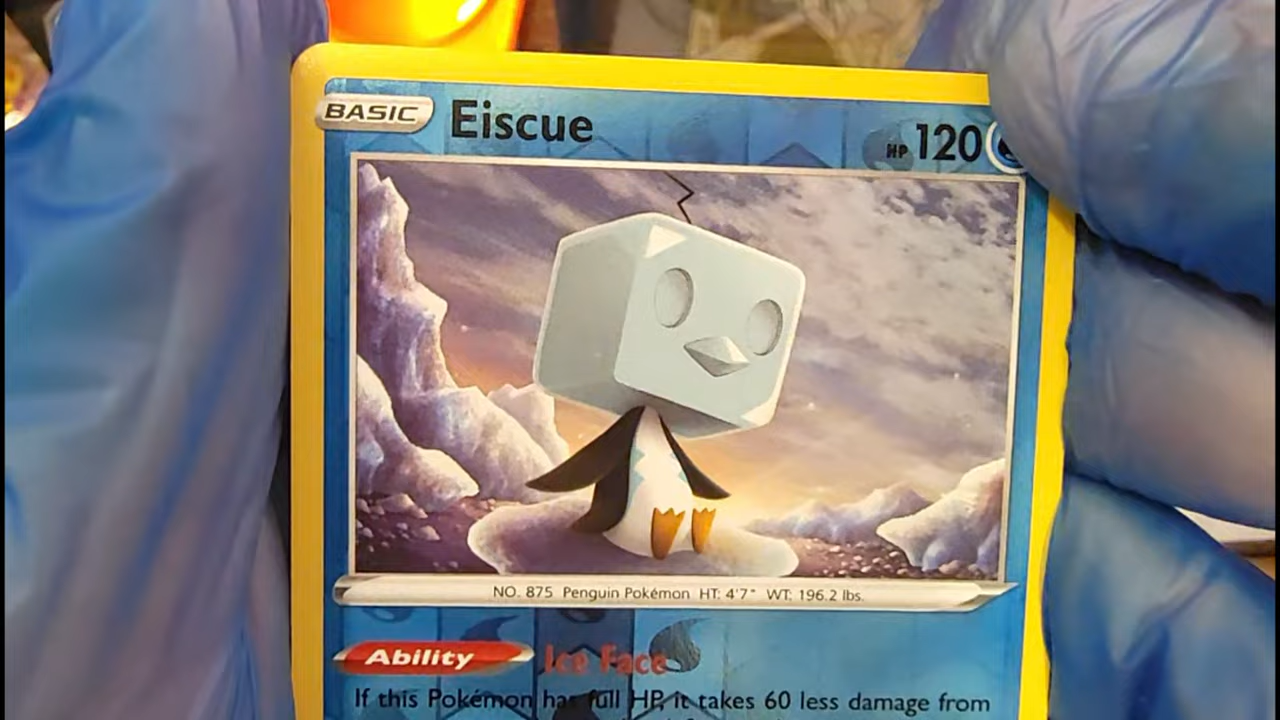 BASIC Eiscue HP 120
NO. 875 Penguin Pokémon HT: 4'7" WT: 196.2 lbs.
Ability Ice Face
If this Pokémon has full HP, it takes 60 less damage from